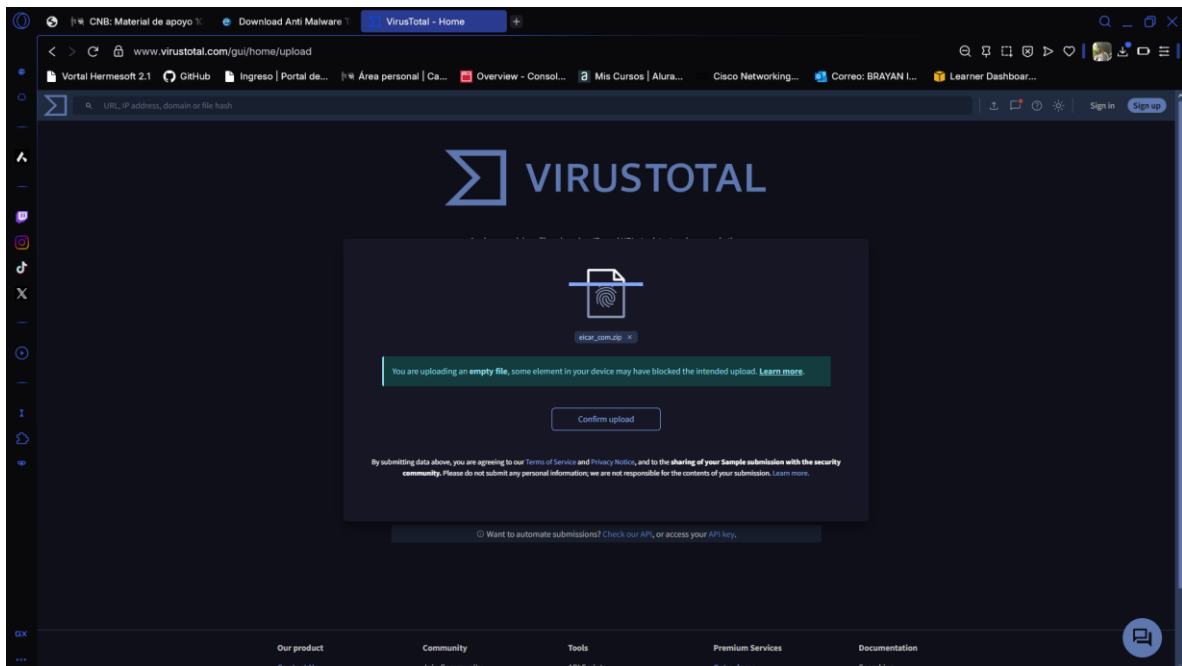 CNB: Material de apoyo 1
Download Anti Malware T
VirusTotal - Home
www.virustotal.com/gui/home/upload
Vortal Hermesoft 2.1
GitHub
Ingreso | Portal de...
Área personal | Ca...
Overview - Consol...
Mis Cursos | Alura...
Cisco Networking...
Correo: BRAYAN I...
Learner Dashboar...
URL, IP address, domain or file hash
Sign in
Sign up
VIRUSTOTAL
eicar_com.zip ×
You are uploading an empty file, some element in your device may have blocked the intended upload. Learn more.
Confirm upload
By submitting data above, you are agreeing to our Terms of Service and Privacy Notice, and to the sharing of your Sample submission with the security
community. Please do not submit any personal information; we are not responsible for the contents of your submission. Learn more.
Want to automate submissions? Check our API, or access your API key.
GX
Our product
Community
Tools
Premium Services
Documentation